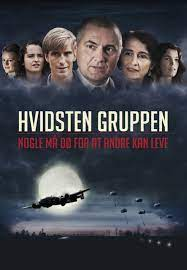 HVIDSTEN GRUPPEN
NOGLE MÅ DØ FOR AT ANDRE KAN LEVE